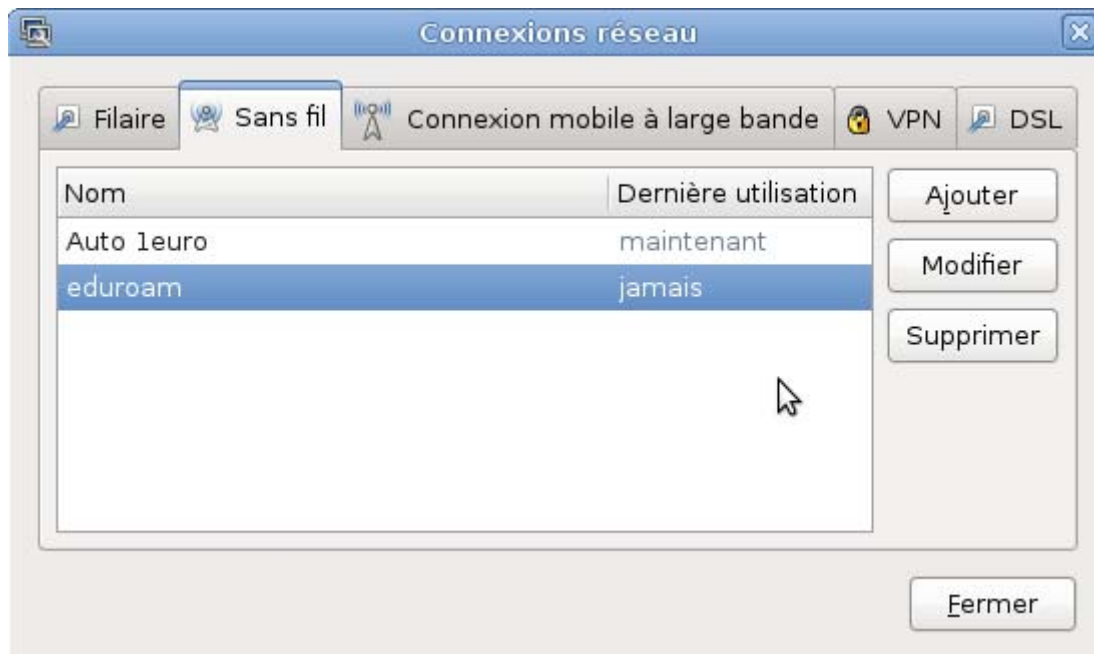 Connexions réseau
Filaire Sans fil Connexion mobile à large bande VPN DSL
Nom Dernière utilisation
Auto 1euro maintenant
eduroam jamais
Ajouter
Modifier
Supprimer
Fermer